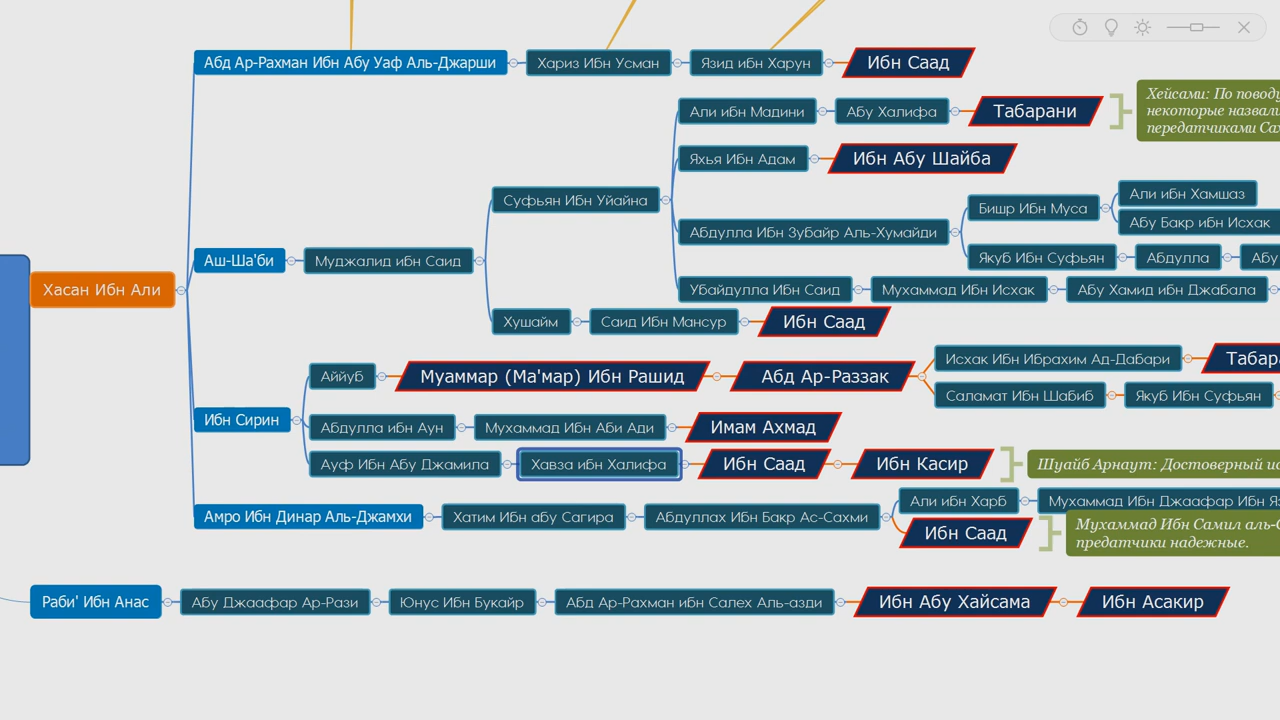 Абд Ар-Рахман Ибн Абу Уаф Аль-Джарши
Хариз Ибн Усман
Язид ибн Харун
Ибн Саад
Хейсами: По поводу
некоторые назвали
передатчиками
Али ибн Мадини
Абу Халифа
Табарани
Яхья Ибн Адам
Ибн Абу Шайба
Суфьян Ибн Уйайна
Али ибн Хамшаз
Бишр Ибн Муса
Абу Бакр ибн Исхак
Абдулла Ибн Зубайр Аль-Хумайди
Якуб Ибн Суфьян
Абдулла
Абу
Аш-Ша'би
Муджалид ибн Саид
Хасан Ибн Али
Убайдулла Ибн Саид
Мухаммад Ибн Исхак
Абу Хамид ибн Джабала
Хушайм
Саид Ибн Мансур
Ибн Саад
Исхак Ибн Ибрахим Ад-Дабари
Аййуб
Муаммар (Ма'мар) Ибн Рашид
Абд Ар-Раззак
Саламат Ибн Шабиб
Якуб Ибн Суфьян
Ибн Сирин
Абдулла ибн Аун
Мухаммад Ибн Аби Ади
Имам Ахмад
Ауф Ибн Абу Джамила
Хавза ибн Халифа
Ибн Саад
Ибн Касир
Шуайб Арнаут: Достоверный
Амро Ибн Динар Аль-Джамхи
Хатим Ибн абу Сагира
Абдуллах Ибн Бакр Ас-Сахми
Али ибн Харб
Мухаммад Ибн Джаафар Ибн
Ибн Саад
Мухаммад Ибн Самил
предатчики надежные.
Раби' Ибн Анас
Абу Джаафар Ар-Рази
Юнус Ибн Букайр
Абд Ар-Рахман ибн Салех Аль-азди
Ибн Абу Хайсама
Ибн Асакир